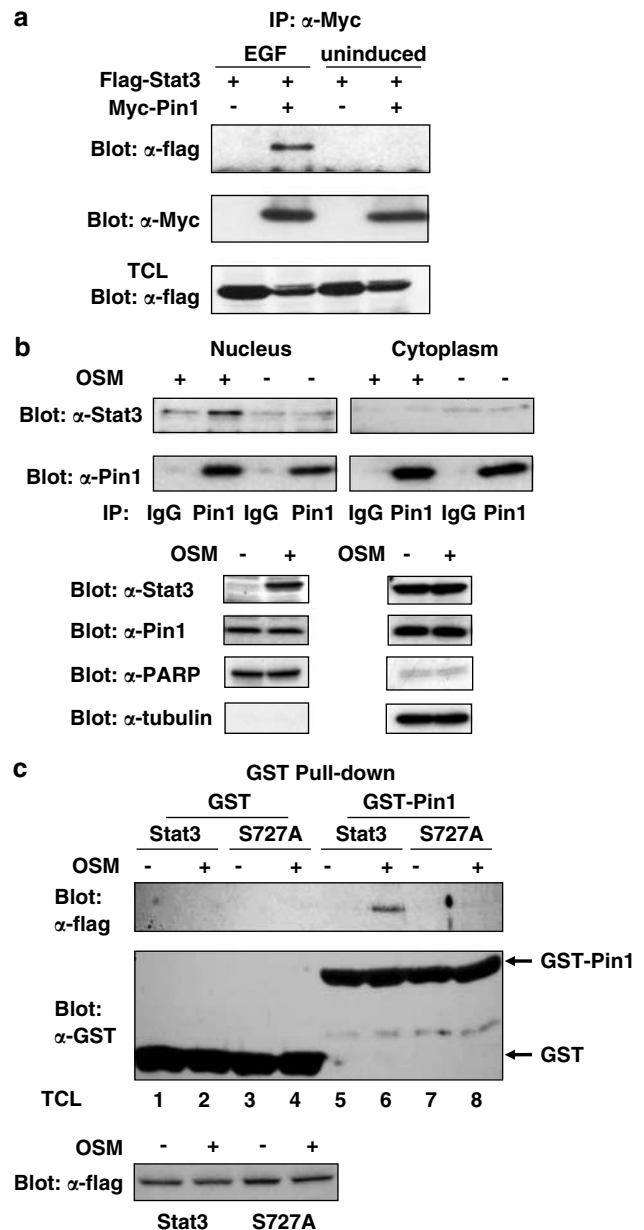 a
IP: α-Myc
EGF uninduced
Flag-Stat3 + + + +
Myc-Pin1 - + - +
Blot: α-flag
Blot: α-Myc
TCL
Blot: α-flag
b
Nucleus Cytoplasm
OSM + + - - + + - -
Blot: α-Stat3
Blot: α-Pin1
IP: IgG Pin1 IgG Pin1 IgG Pin1 IgG Pin1
OSM - + OSM - +
Blot: α-Stat3
Blot: α-Pin1
Blot: α-PARP
Blot: α-tubulin
c
GST Pull-down
GST GST-Pin1
Stat3 S727A Stat3 S727A
OSM - + - + - + - +
Blot:
α-flag
GST-Pin1
Blot:
α-GST
GST
TCL 1 2 3 4 5 6 7 8
OSM - + - +
Blot: α-flag
Stat3 S727A